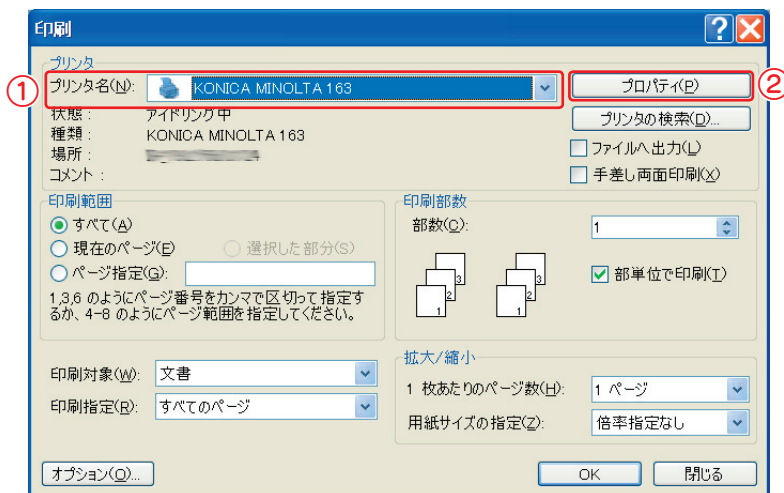 印刷
プリンタ
① プリンタ名(N): KONICA MINOLTA 163 プロパティ(P) ②
状態: アイドリング中 プリンタの検索(D)...
種類: KONICA MINOLTA 163
場所: ファイルへ出力(L)
コメント: 手差し両面印刷(X)
印刷範囲
すべて(A)
現在のページ(E) 選択した部分(S)
ページ指定(G):
1,3,6 のようにページ番号をカンマで区切って指定す
るか、4-8 のようにページ範囲を指定してください。
印刷部数
部数(C): 1
部単位で印刷(T)
3 3
2 2
1 1
印刷対象(W): 文書
印刷指定(R): すべてのページ
拡大/縮小
1 枚あたりのページ数(H): 1 ページ
用紙サイズの指定(Z): 倍率指定なし
オプション(O)... OK 閉じる